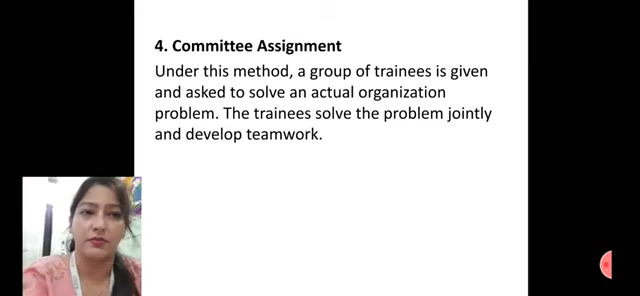 4. Committee Assignment
Under this method, a group of trainees is given
and asked to solve an actual organization
problem. The trainees solve the problem jointly
and develop teamwork.